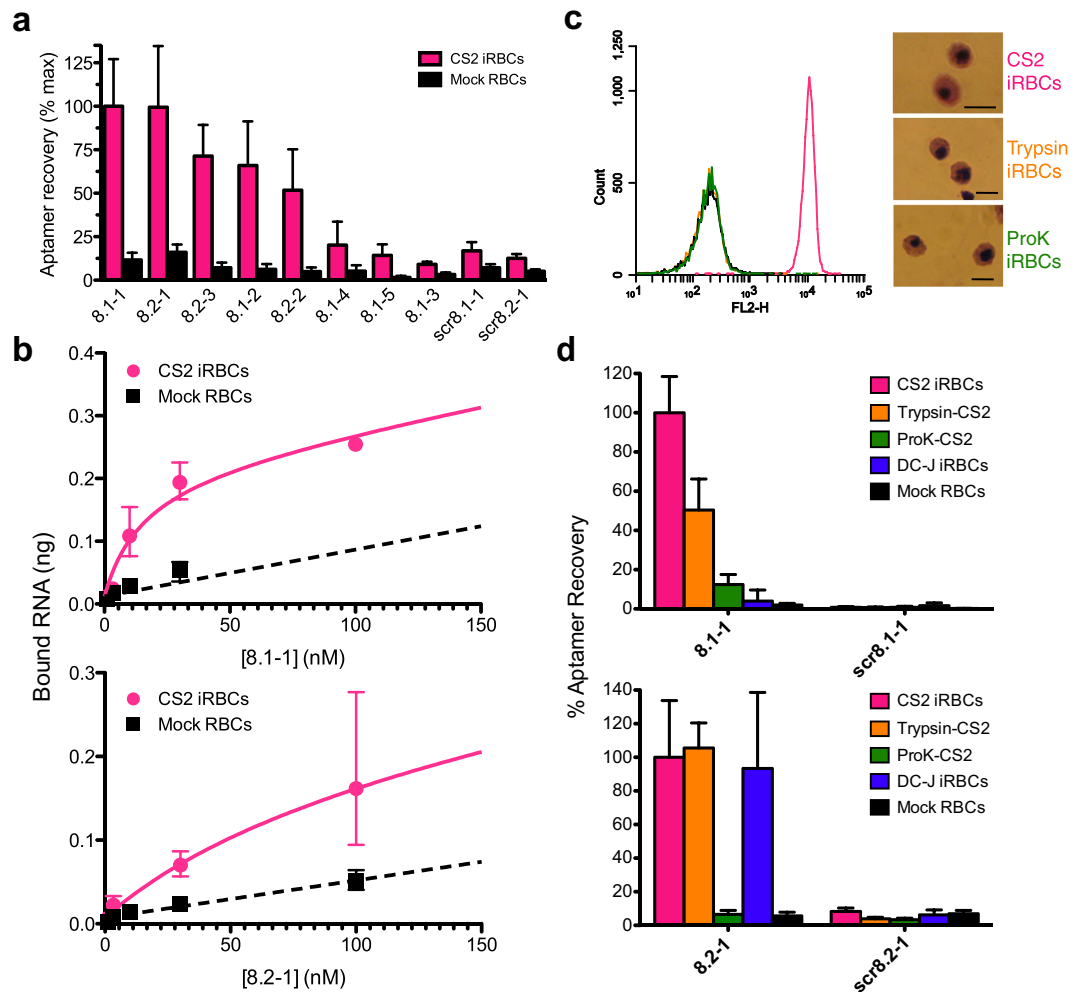 a
Aptamer recovery (% max)
125
100
75
50
25
0
CS2 iRBCs
Mock RBCs
8.1-1
8.2-1
8.2-3
8.1-2
8.2-2
8.1-4
8.1-5
8.1-3
scr8.1-1
scr8.2-1
b
Bound RNA (ng)
0.4
0.3
0.2
0.1
0.0
CS2 iRBCs
Mock RBCs
0
50
100
150
[8.1-1] (nM)
0.3
0.2
0.1
0.0
CS2 iRBCs
Mock RBCs
0
50
100
150
[8.2-1] (nM)
c
Count
1,250
1,000
500
0
10¹
10²
10³
10⁴
10⁵
FL2-H
CS2
iRBCs
Trypsin
iRBCs
ProK
iRBCs
d
% Aptamer Recovery
120
100
80
60
40
20
0
CS2 iRBCs
Trypsin-CS2
ProK-CS2
DC-J iRBCs
Mock RBCs
8.1-1
scr8.1-1
140
120
100
80
60
40
20
0
CS2 iRBCs
Trypsin-CS2
ProK-CS2
DC-J iRBCs
Mock RBCs
8.2-1
scr8.2-1